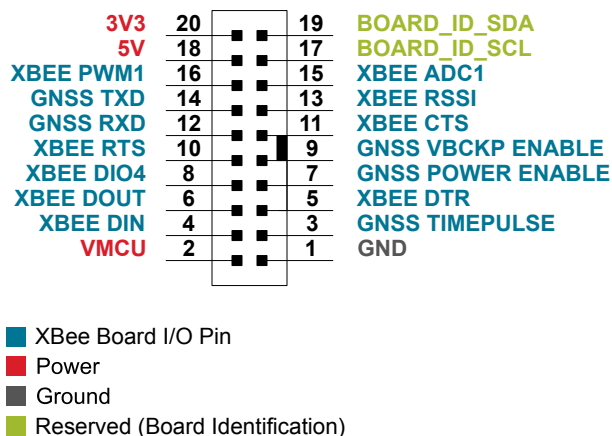 3V3 20 19 BOARD_ID_SDA
5V 18 17 BOARD_ID_SCL
XBEE PWM1 16 15 XBEE ADC1
GNSS TXD 14 13 XBEE RSSI
GNSS RXD 12 11 XBEE CTS
XBEE RTS 10 9 GNSS VBCKP ENABLE
XBEE DIO4 8 7 GNSS POWER ENABLE
XBEE DOUT 6 5 XBEE DTR
XBEE DIN 4 3 GNSS TIMEPULSE
VMCU 2 1 GND
XBee Board I/O Pin
Power
Ground
Reserved (Board Identification)